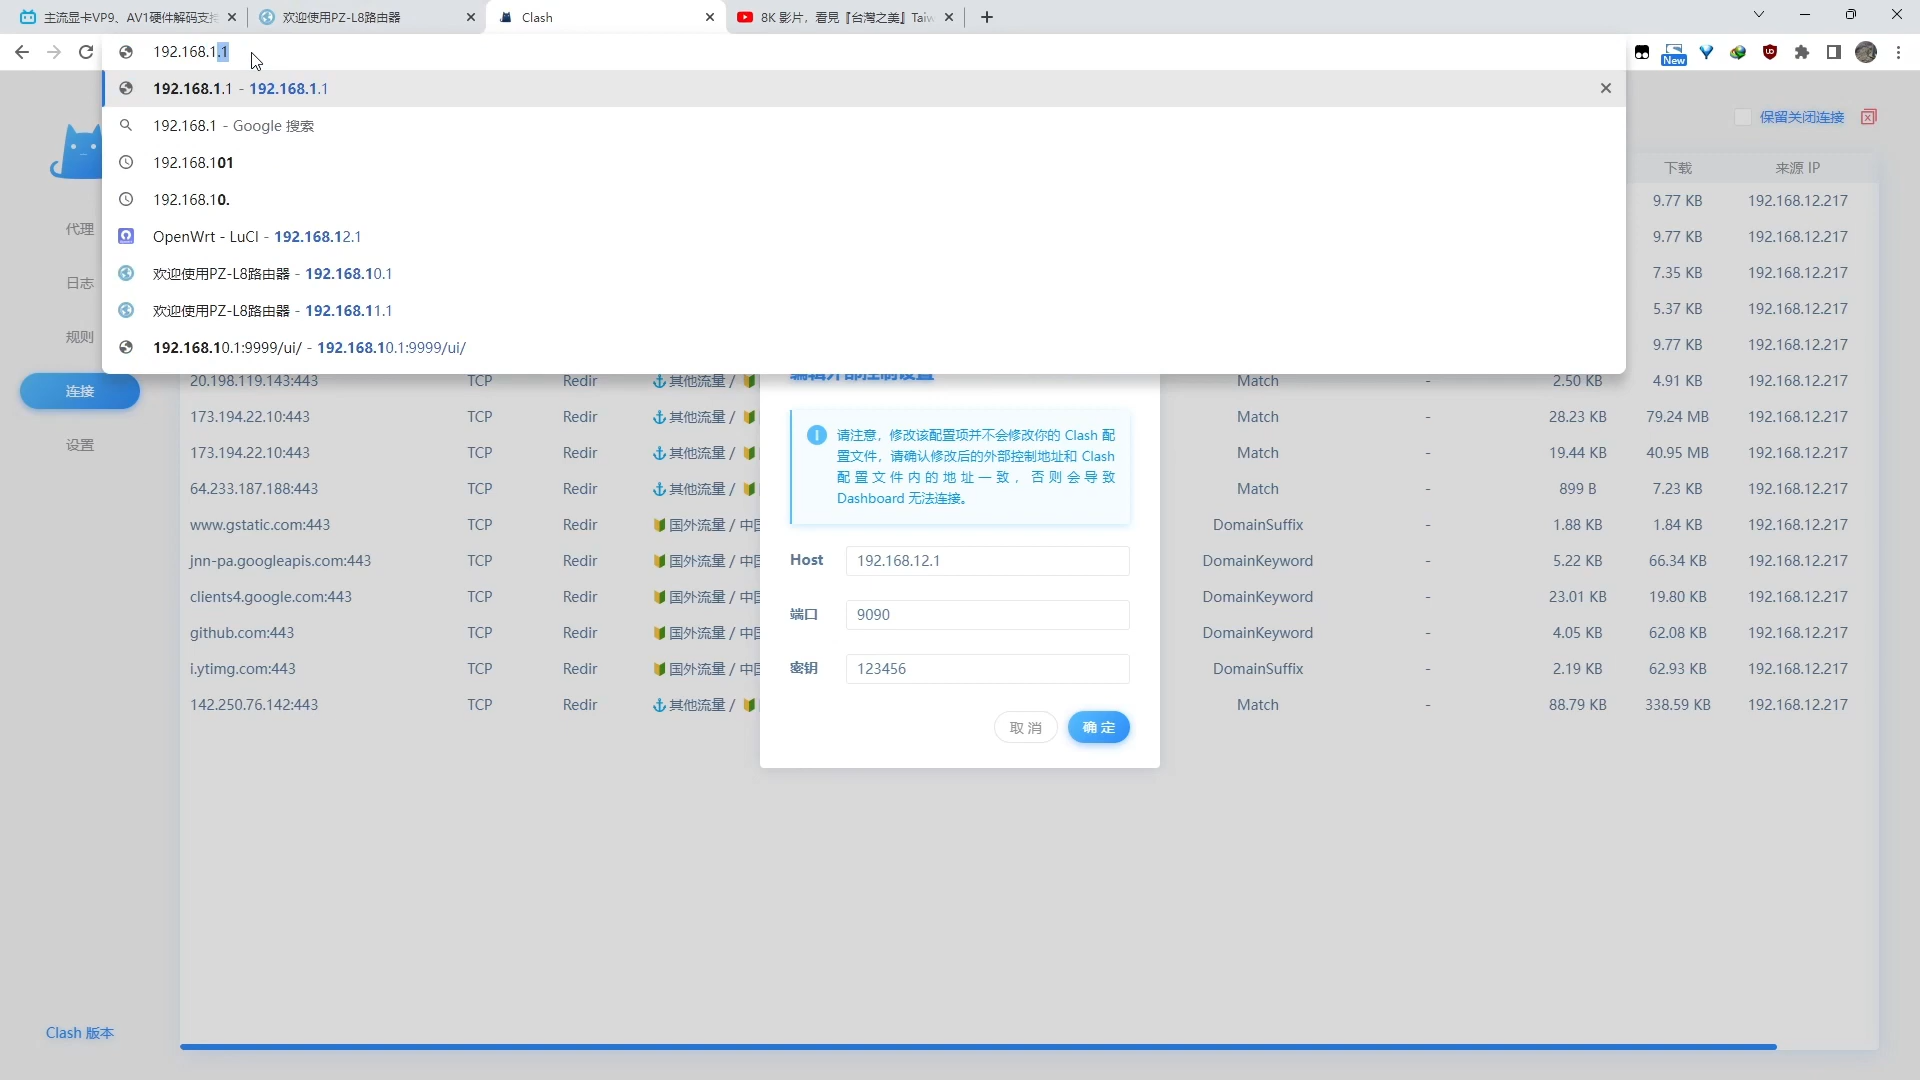 主流显卡VP9、AV1硬件解码支持
欢迎使用PZ-L8路由器
Clash
8K 影片，看見『台灣之美』Taiw
192.168.1.1
New
192.168.1.1 - 192.168.1.1
192.168.1 - Google 搜索
192.168.101
192.168.10.
OpenWrt - LuCI - 192.168.12.1
欢迎使用PZ-L8路由器 - 192.168.10.1
欢迎使用PZ-L8路由器 - 192.168.11.1
192.168.10.1:9999/ui/ - 192.168.10.1:9999/ui/
保留关闭连接
代理
日志
规则
连接
设置
Clash 版本
下载 来源 IP
9.77 KB 192.168.12.217
9.77 KB 192.168.12.217
7.35 KB 192.168.12.217
5.37 KB 192.168.12.217
9.77 KB 192.168.12.217
20.198.119.143:443 TCP Redir 其他流量 / Match - 2.50 KB 4.91 KB 192.168.12.217
173.194.22.10:443 TCP Redir 其他流量 / Match - 28.23 KB 79.24 MB 192.168.12.217
173.194.22.10:443 TCP Redir 其他流量 / Match - 19.44 KB 40.95 MB 192.168.12.217
64.233.187.188:443 TCP Redir 其他流量 / Match - 899 B 7.23 KB 192.168.12.217
www.gstatic.com:443 TCP Redir 国外流量 / 中国 DomainSuffix - 1.88 KB 1.84 KB 192.168.12.217
jnn-pa.googleapis.com:443 TCP Redir 国外流量 / 中国 DomainKeyword - 5.22 KB 66.34 KB 192.168.12.217
clients4.google.com:443 TCP Redir 国外流量 / 中国 DomainKeyword - 23.01 KB 19.80 KB 192.168.12.217
github.com:443 TCP Redir 国外流量 / 中国 DomainKeyword - 4.05 KB 62.08 KB 192.168.12.217
i.ytimg.com:443 TCP Redir 国外流量 / 中国 DomainSuffix - 2.19 KB 62.93 KB 192.168.12.217
142.250.76.142:443 TCP Redir 其他流量 / Match - 88.79 KB 338.59 KB 192.168.12.217
编辑外部控制设置
请注意，修改该配置项并不会修改你的 Clash 配
置文件，请确认修改后的外部控制地址和 Clash
配置文件内的地址一致，否则会导致
Dashboard 无法连接。
Host 192.168.12.1
端口 9090
密钥 123456
取 消 确 定